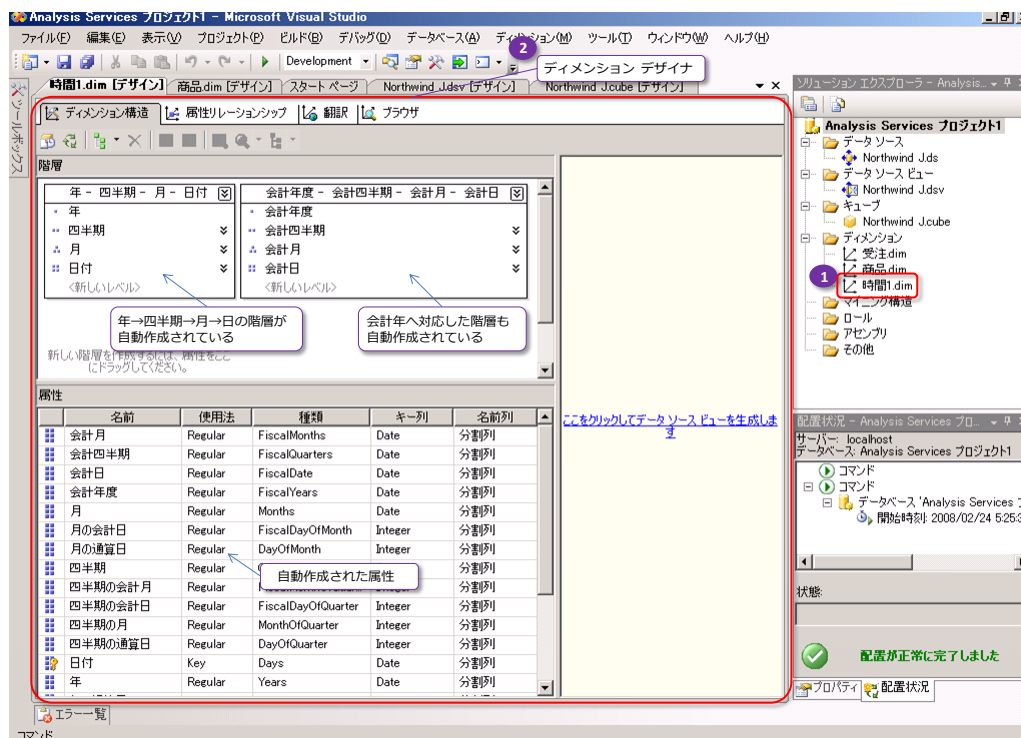 Analysis Services プロジェクト1 - Microsoft Visual Studio
ファイル(F) 編集(E) 表示(V) プロジェクト(P) ビルド(B) デバッグ(D) データベース(A) ディメンション(M) ツール(T) ウィンドウ(W) ヘルプ(H)
Development
2
ディメンション デザイナ
時間1.dim [デザイン] 商品.dim [デザイン] スタート ページ Northwind J.dsv [デザイン] Northwind J.cube [デザイン]
ツールボックス
ディメンション構造 属性リレーションシップ 翻訳 ブラウザ
階層
年 - 四半期 - 月 - 日付
年
四半期
月
日付
<新しいレベル>
会計年度 - 会計四半期 - 会計月 - 会計日
会計年度
会計四半期
会計月
会計日
<新しいレベル>
年→四半期→月→日の階層が
自動作成されている
会計年へ対応した階層も
自動作成されている
新しい階層を作成するには、属性をここ
にドラッグしてください。
属性
名前 使用法 種類 キー列 名前列
会計月 Regular FiscalMonths Date 分割列
会計四半期 Regular FiscalQuarters Date 分割列
会計日 Regular FiscalDate Date 分割列
会計年度 Regular FiscalYears Date 分割列
月 Regular Months Date 分割列
月の会計日 Regular FiscalDayOfMonth Integer 分割列
月の通算日 Regular DayOfMonth Integer 分割列
四半期 Regular 分割列
自動作成された属性
四半期の会計月 Regular Integer 分割列
四半期の会計日 Regular FiscalDayOfQuarter Integer 分割列
四半期の月 Regular MonthOfQuarter Integer 分割列
四半期の通算日 Regular DayOfQuarter Integer 分割列
日付 Key Days Date 分割列
年 Regular Years Date 分割列
ここをクリックしてデータ ソース ビューを生成しま
す
ソリューション エクスプローラ - Analysis...
Analysis Services プロジェクト1
データ ソース
Northwind J.ds
データ ソース ビュー
Northwind J.dsv
キューブ
Northwind J.cube
ディメンション
受注.dim
商品.dim
1
時間1.dim
マイニング構造
ロール
アセンブリ
その他
配置状況 - Analysis Services プロ...
サーバー: localhost
データベース: Analysis Services プロジェクト1
コマンド
コマンド
データベース 'Analysis Services
開始時刻: 2008/02/24 5:25:3
状態:
配置が正常に完了しました
プロパティ 配置状況
エラー一覧
コマンド